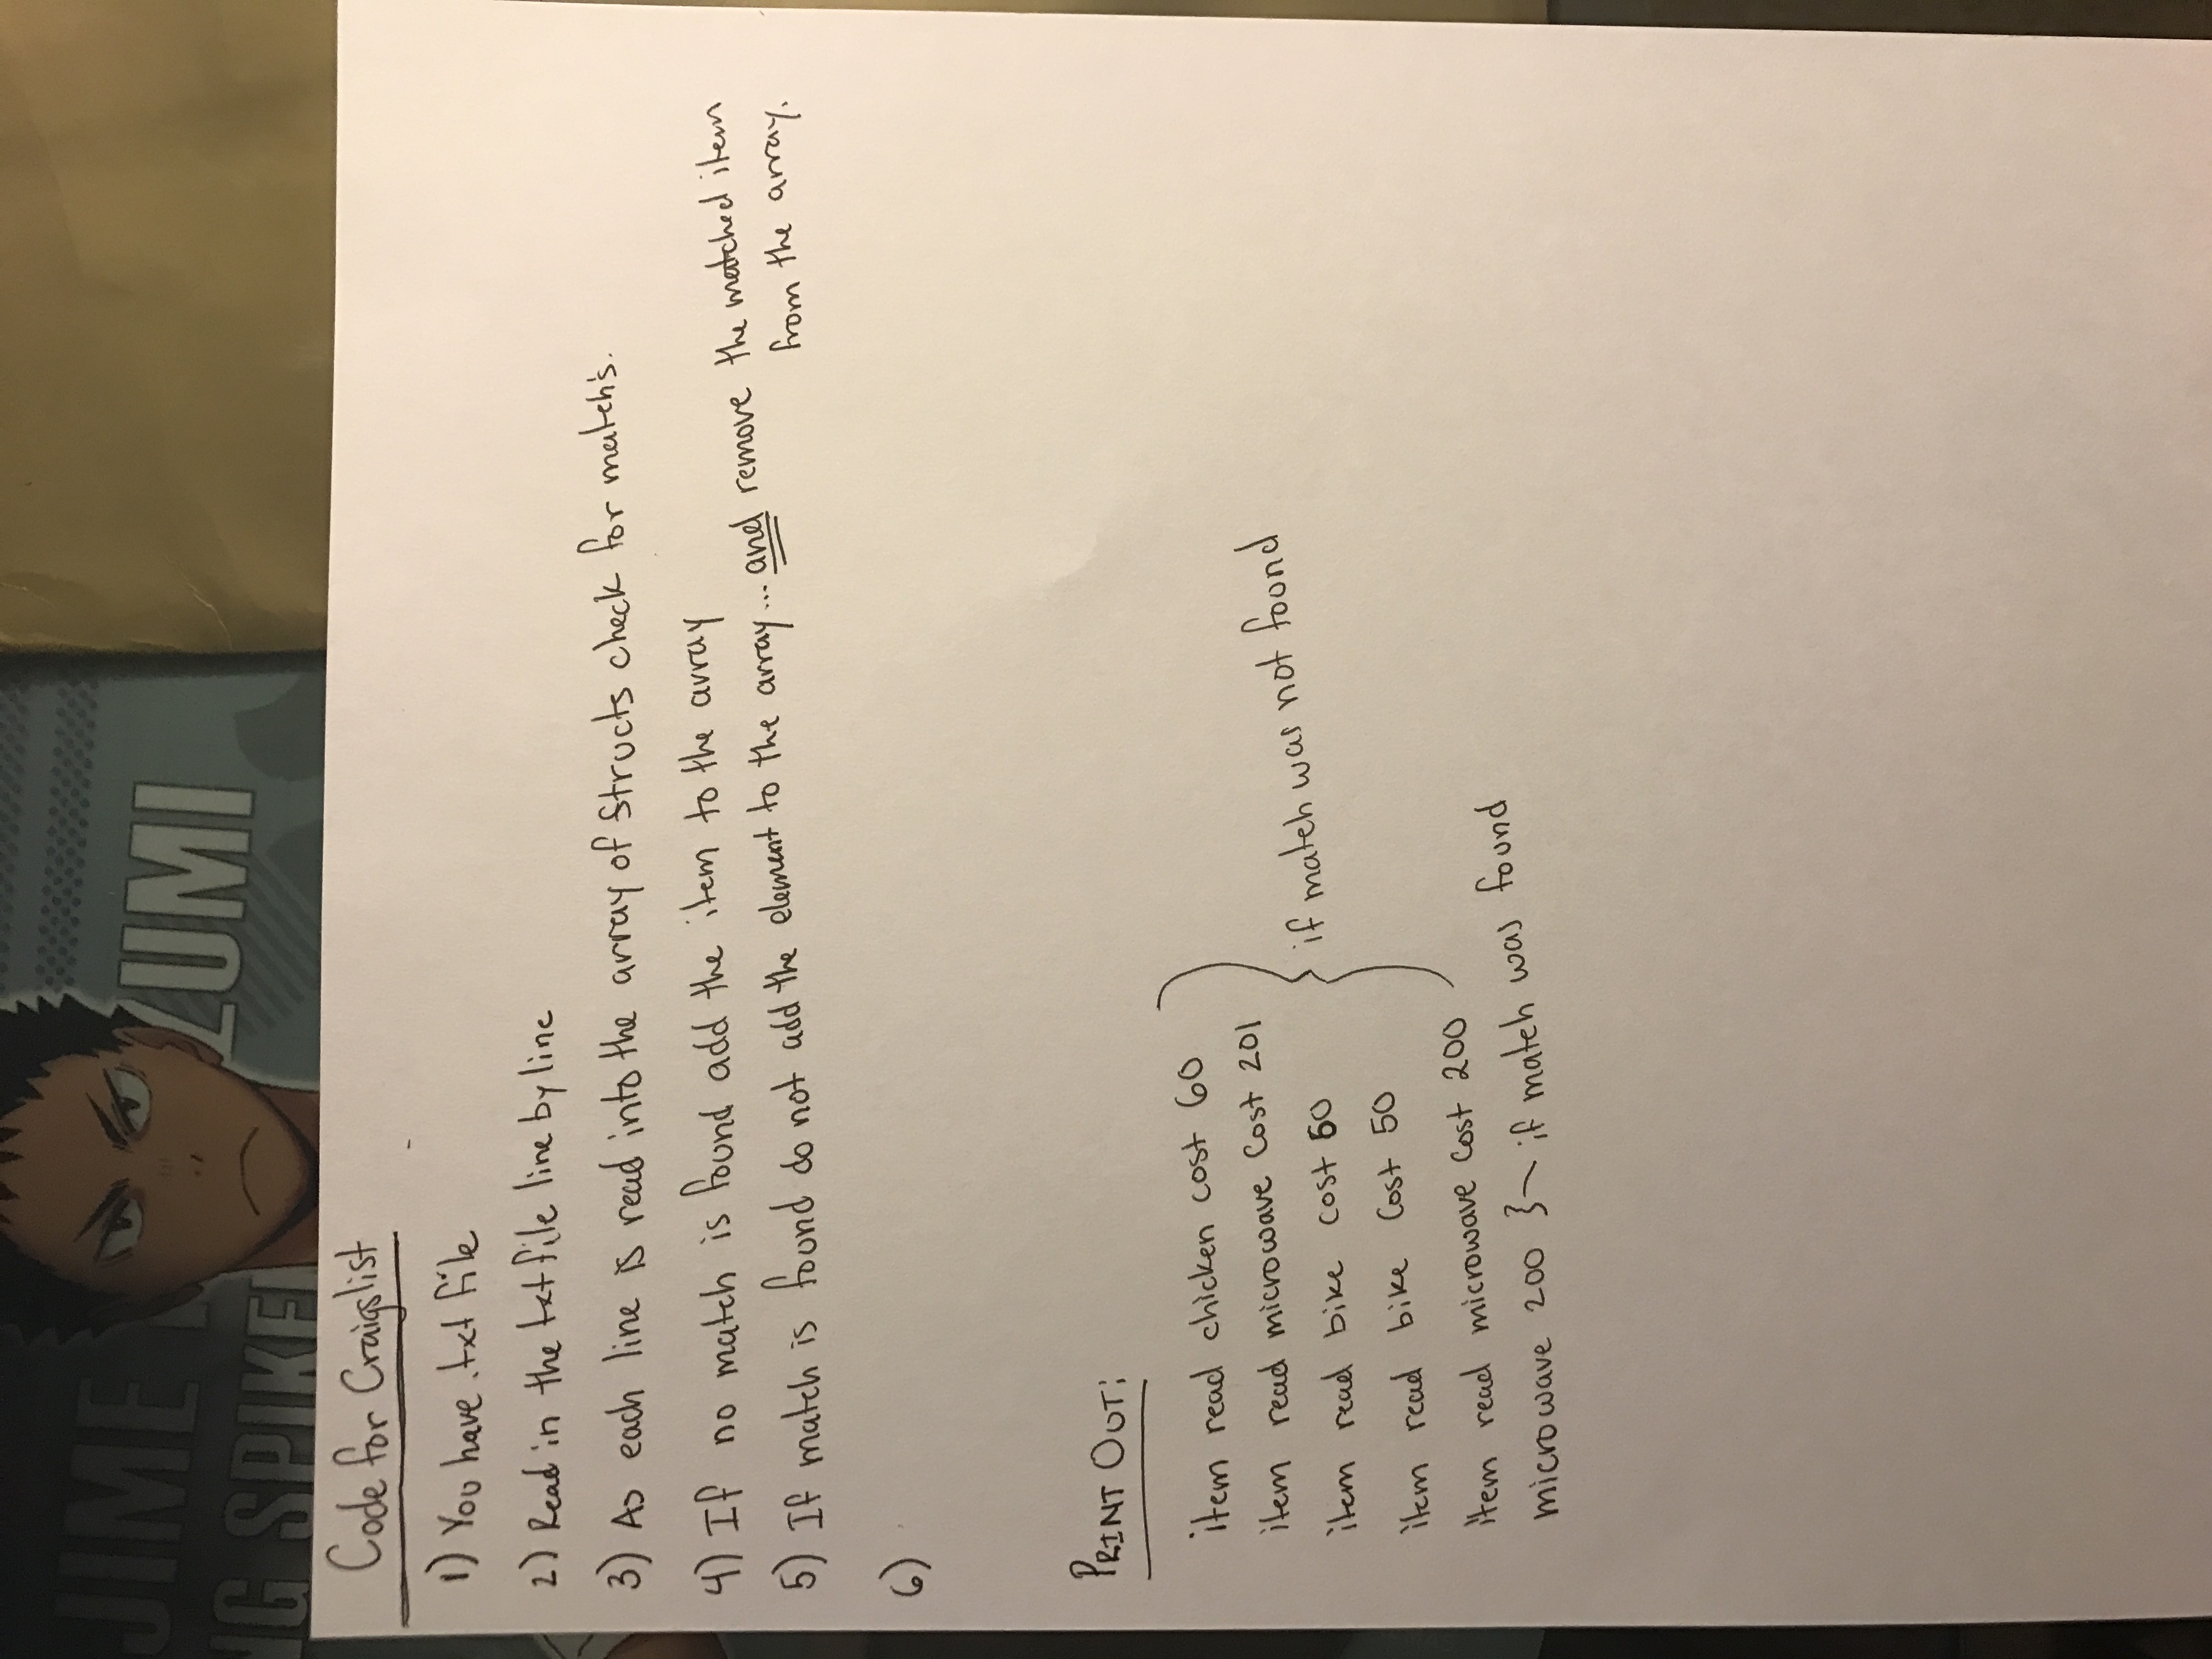 JIME I ZUMI
NG SPIKE
Code for Craigslist
1) You have .txt file
2) Read in the txt file line by line
3) As each line is read into the array of structs check for match's.
4) If no match is found add the item to the array
5) If match is found do not add the element to the array... and remove the matched item
from the array.
6)
PRINT OUT:
item read chicken cost 60
item read microwave cost 201
item read bike cost 60
item read bike cost 50
item read microwave cost 200
if match was not found
microwave 200 }~ if match was found